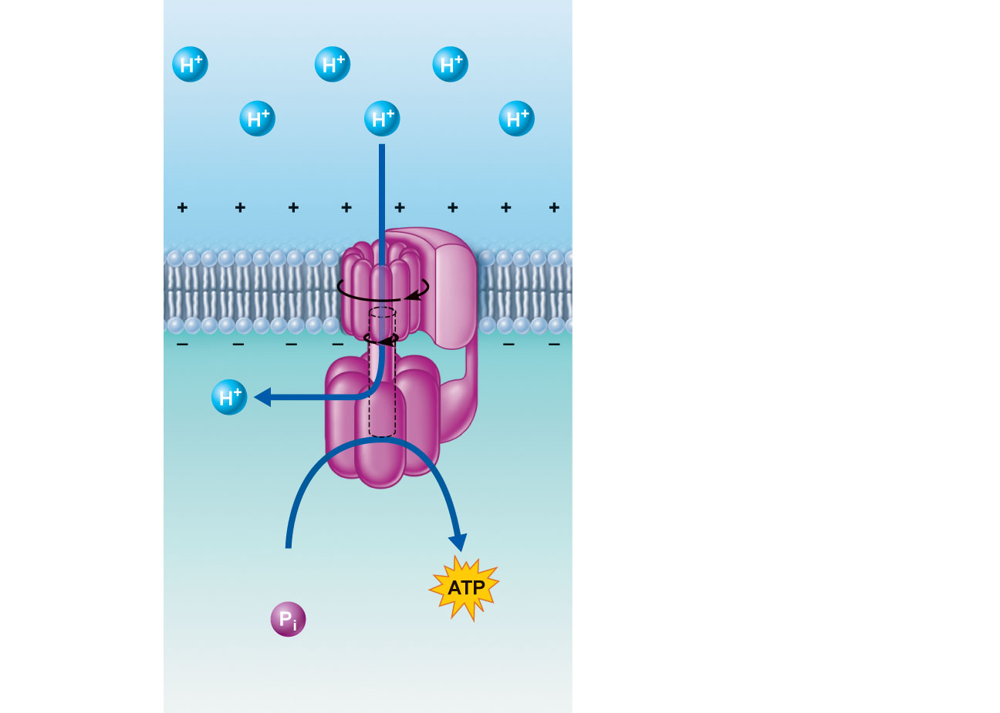 H+ H+ H+
H+ H+ H+
+ + + + + + + +
− − − − − −
H+
ATP
Pi